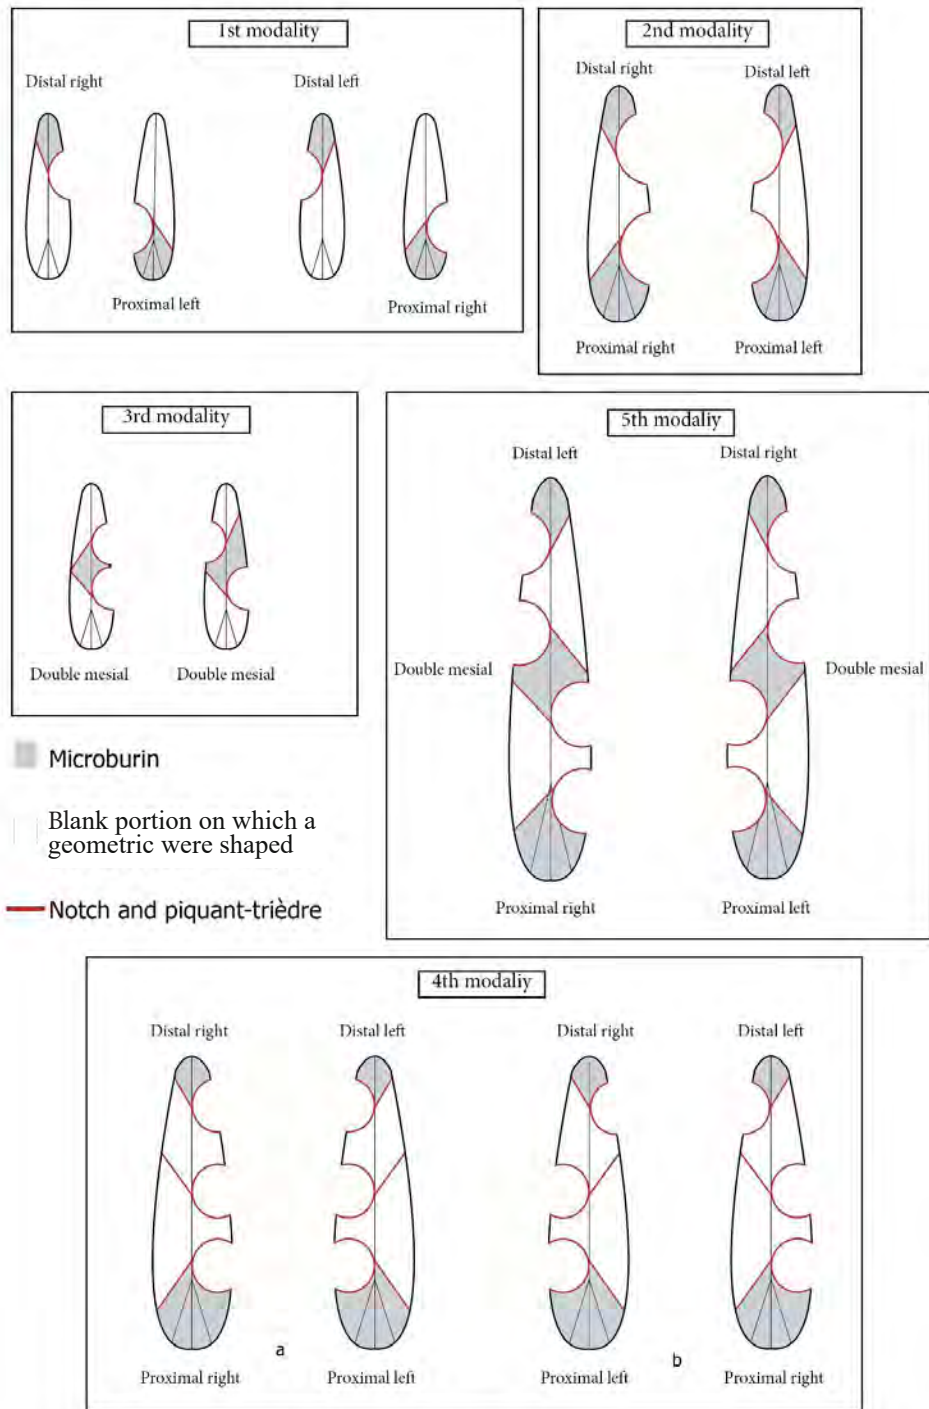 1st modality
Distal right
Distal left
Proximal left
Proximal right
2nd modality
Distal right
Distal left
Proximal right
Proximal left
3rd modality
Double mesial
Double mesial
5th modaliy
Distal left
Distal right
Double mesial
Double mesial
Proximal right
Proximal left
Microburin
Blank portion on which a
geometric were shaped
Notch and piquant-trièdre
4th modaliy
Distal right
Distal left
Distal right
Distal left
a
b
Proximal right
Proximal left
Proximal left
Proximal right